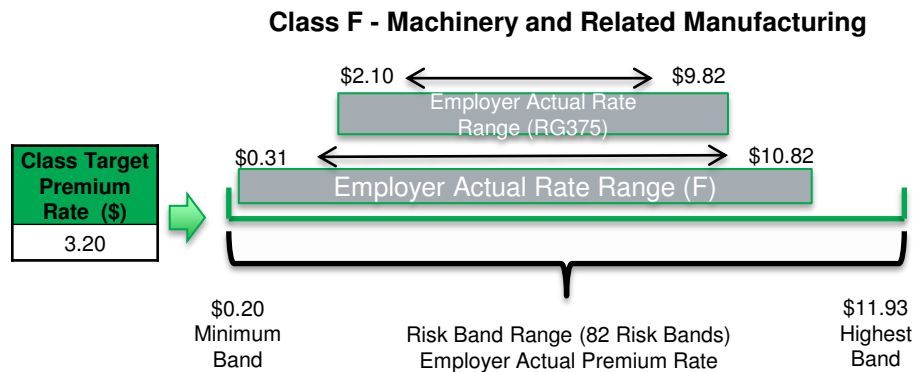 Class F - Machinery and Related Manufacturing
$2.10
$9.82
Employer Actual Rate
Range (RG375)
$0.31
$10.82
Employer Actual Rate Range (F)
Class Target
Premium
Rate ($)
3.20
$0.20
Minimum
Band
Risk Band Range (82 Risk Bands)
Employer Actual Premium Rate
$11.93
Highest
Band